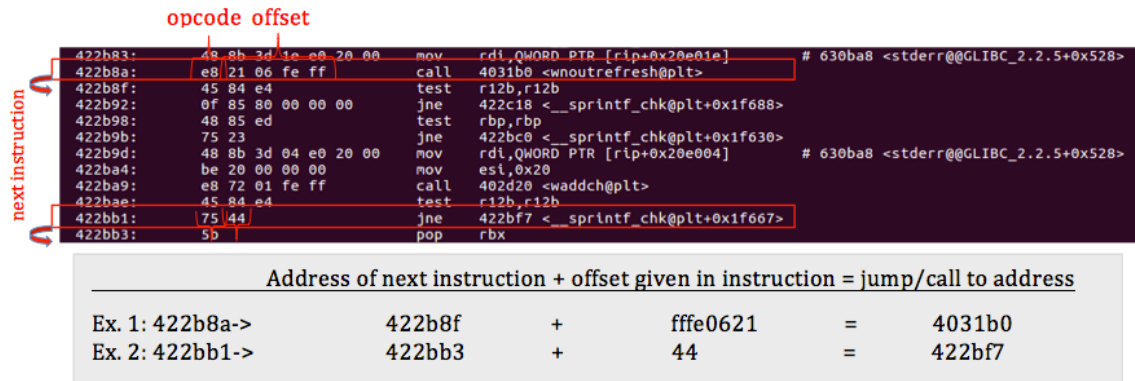 opcode offset
422b83: 48 8b 3d 1e e0 20 00 mov rdi,QWORD PTR [rip+0x20e01e] # 630ba8 <stderr@@GLIBC_2.2.5+0x528>
422b8a: e8 21 06 fe ff call 4031b0 <wnoutrefresh@plt>
422b8f: 45 84 e4 test r12b,r12b
422b92: 0f 85 80 00 00 00 jne 422c18 <__sprintf_chk@plt+0x1f688>
422b98: 48 85 ed test rbp,rbp
422b9b: 75 23 jne 422bc0 <__sprintf_chk@plt+0x1f630>
422b9d: 48 8b 3d 04 e0 20 00 mov rdi,QWORD PTR [rip+0x20e004] # 630ba8 <stderr@@GLIBC_2.2.5+0x528>
422ba4: be 20 00 00 00 mov esi,0x20
422ba9: e8 72 01 fe ff call 402d20 <waddch@plt>
422bae: 45 84 e4 test r12b,r12b
422bb1: 75 44 jne 422bf7 <__sprintf_chk@plt+0x1f667>
422bb3: 5b pop rbx
next instruction
Address of next instruction + offset given in instruction = jump/call to address
Ex. 1: 422b8a-> 422b8f + fffe0621 = 4031b0
Ex. 2: 422bb1-> 422bb3 + 44 = 422bf7